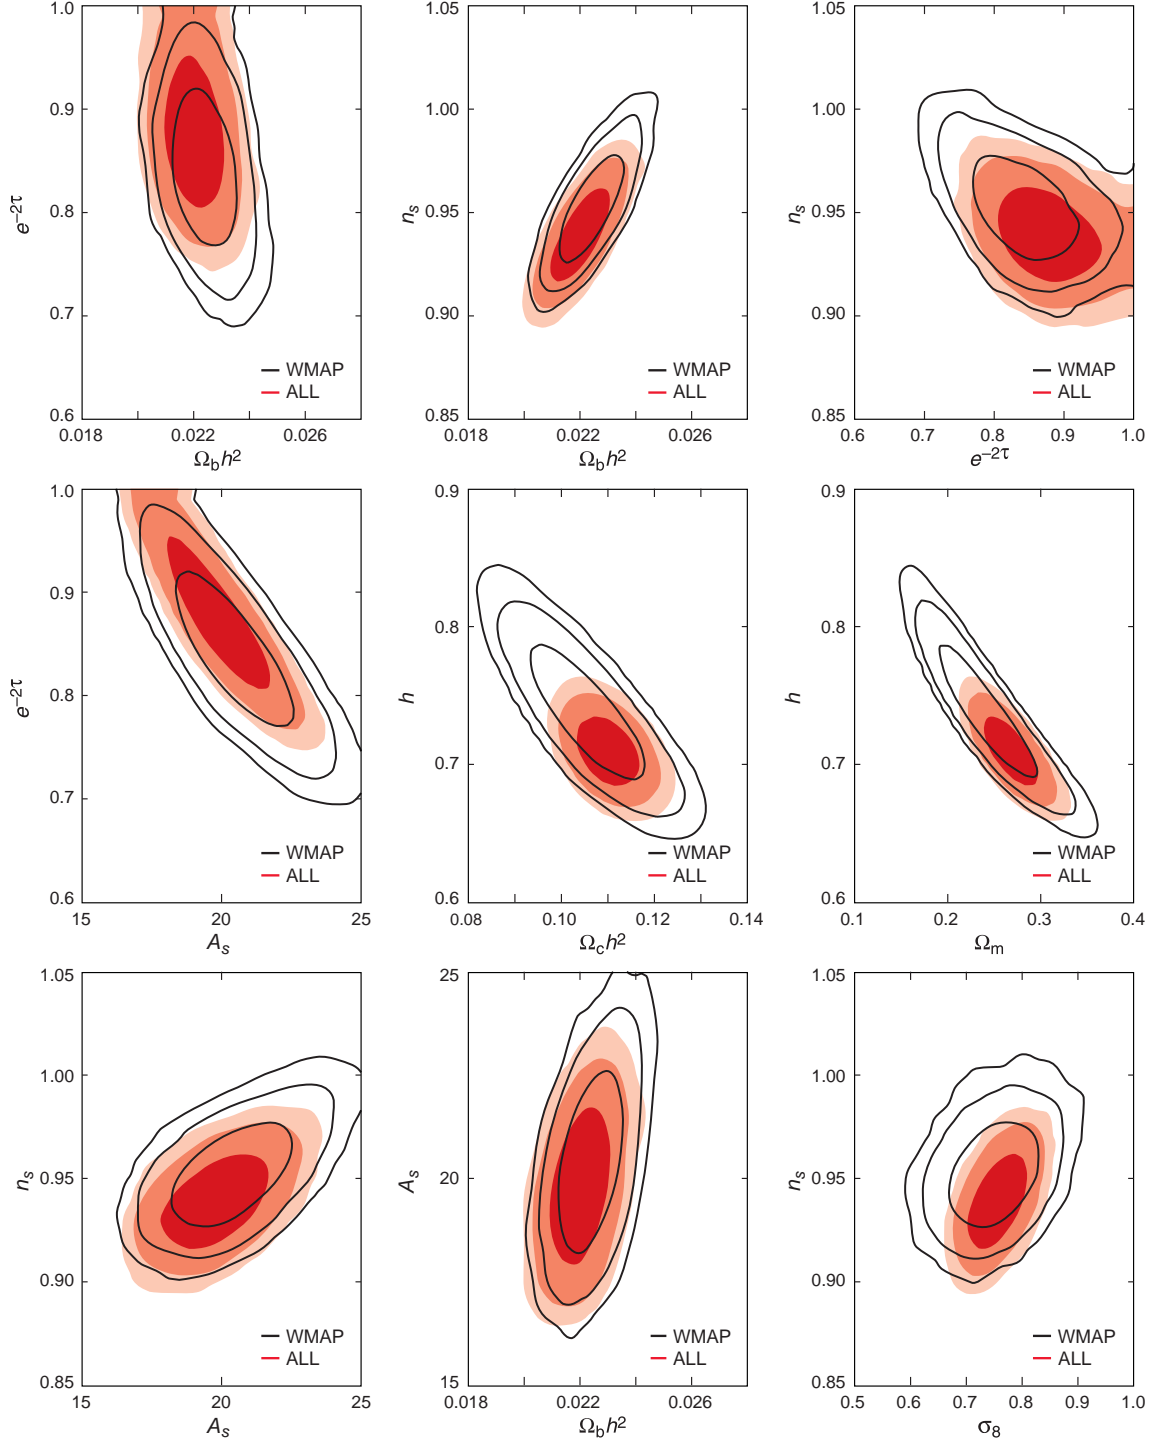 1.0
0.9
0.8
0.7
0.6
e⁻²τ
WMAP
ALL
0.018 0.022 0.026
Ω_b h²
1.05
1.00
0.95
0.90
0.85
n_s
WMAP
ALL
0.018 0.022 0.026
Ω_b h²
1.05
1.00
0.95
0.90
0.85
n_s
WMAP
ALL
0.6 0.7 0.8 0.9 1.0
e⁻²τ
1.0
0.9
0.8
0.7
0.6
e⁻²τ
WMAP
ALL
15 20 25
A_s
0.9
0.8
0.7
0.6
h
WMAP
ALL
0.08 0.10 0.12 0.14
Ω_c h²
0.9
0.8
0.7
0.6
h
WMAP
ALL
0.1 0.2 0.3 0.4
Ω_m
1.05
1.00
0.95
0.90
0.85
n_s
WMAP
ALL
15 20 25
A_s
25
20
15
A_s
WMAP
ALL
0.018 0.022 0.026
Ω_b h²
1.05
1.00
0.95
0.90
0.85
n_s
WMAP
ALL
0.5 0.6 0.7 0.8 0.9 1.0
σ_8